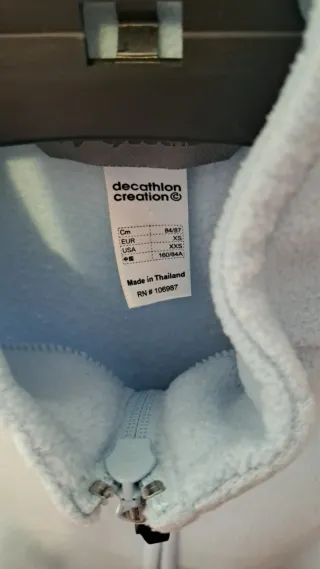 decathlon
creation©
Cm 84/87
EUR XS
USA XXS
中国 160/84A
Made in Thailand
RN # 106987